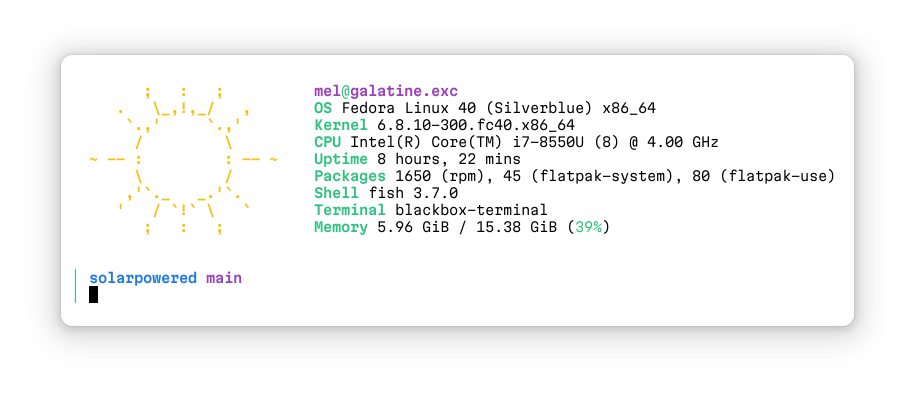 mel@galatine.exc
OS Fedora Linux 40 (Silverblue) x86_64
Kernel 6.8.10-300.fc40.x86_64
CPU Intel(R) Core(TM) i7-8550U (8) @ 4.00 GHz
Uptime 8 hours, 22 mins
Packages 1650 (rpm), 45 (flatpak-system), 80 (flatpak-use)
Shell fish 3.7.0
Terminal blackbox-terminal
Memory 5.96 GiB / 15.38 GiB (39%)
solarpowered main